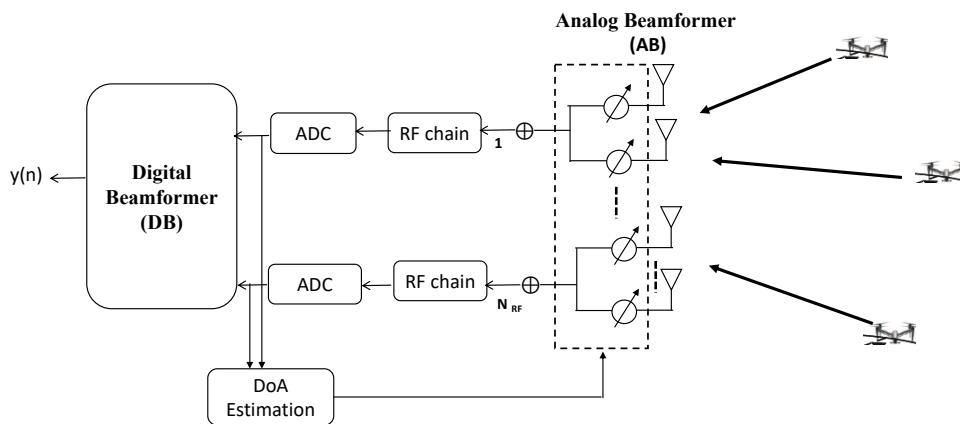 Analog Beamformer
(AB)
ADC
RF chain
1
y(n)
Digital
Beamformer
(DB)
ADC
RF chain
N RF
DoA
Estimation